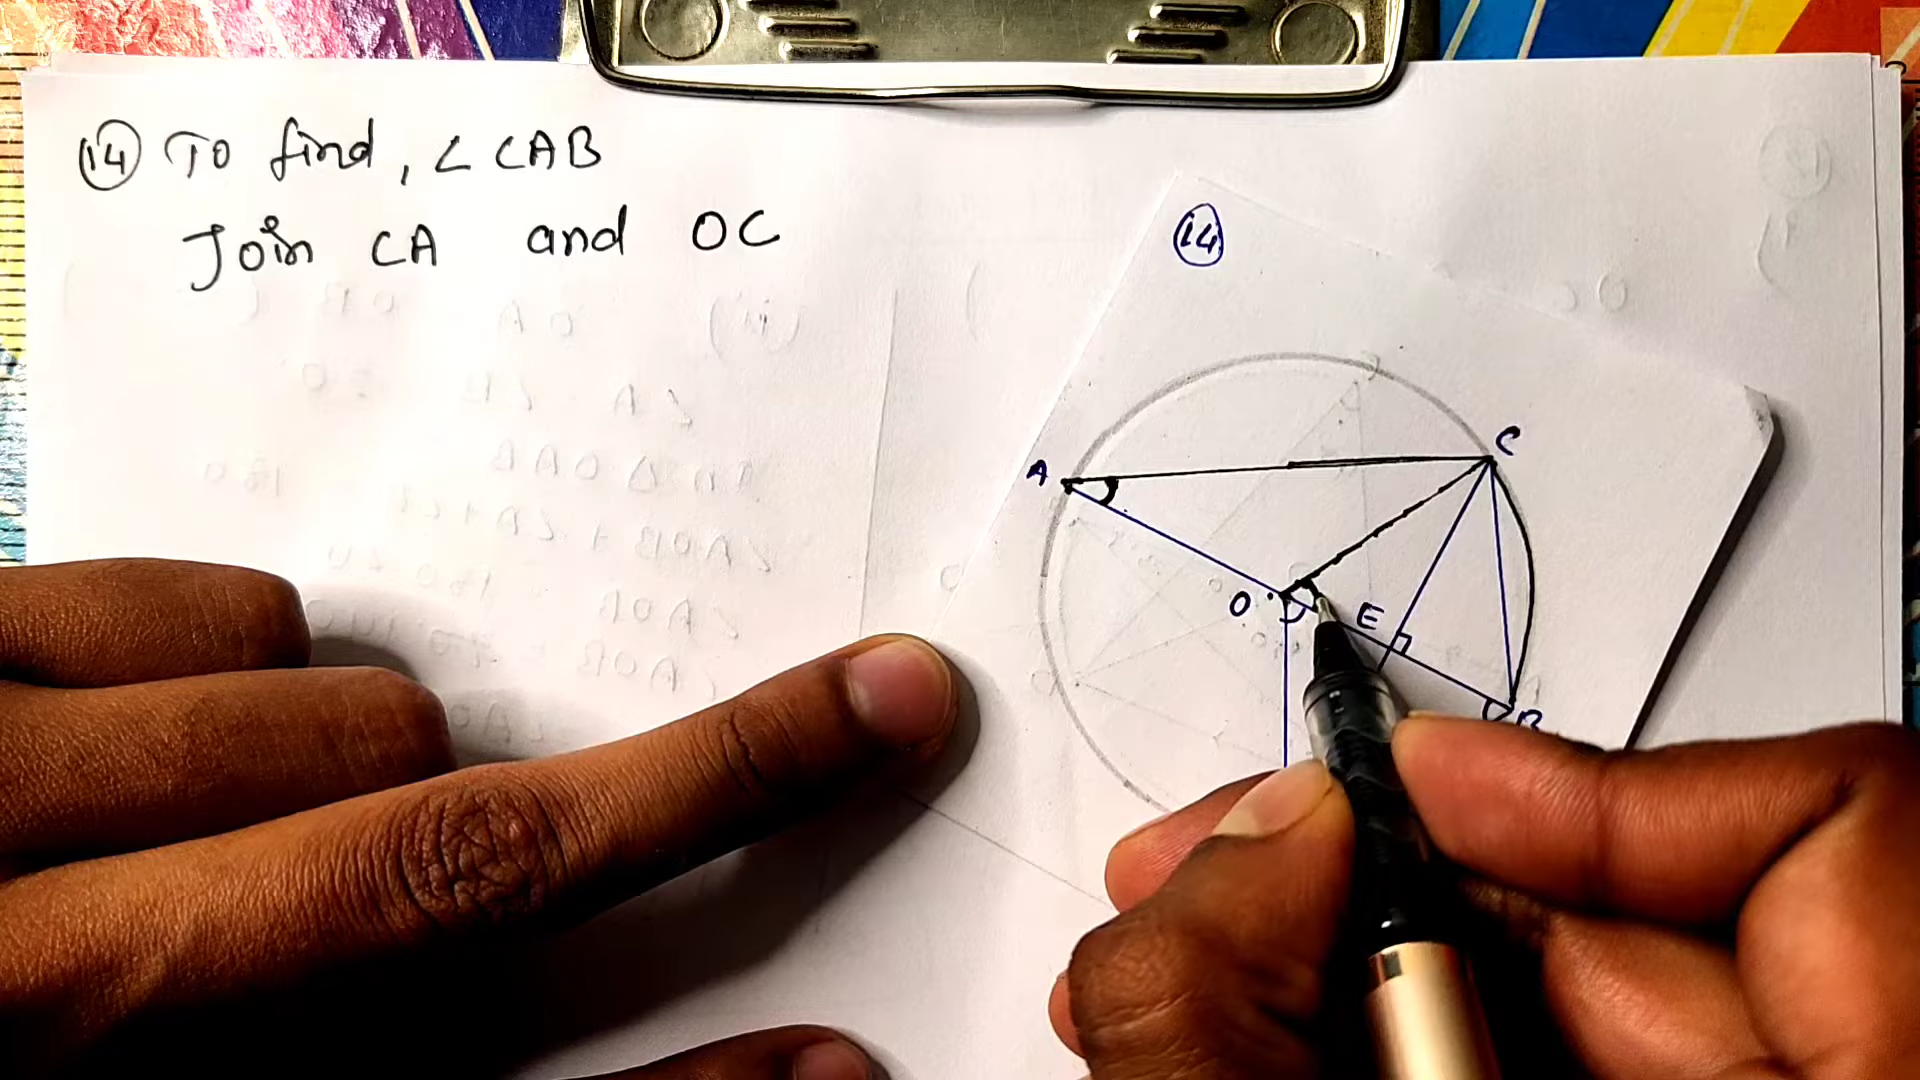 (14) To find, ∠ CAB
Join CA and OC
(14)
C
A
O
E
B